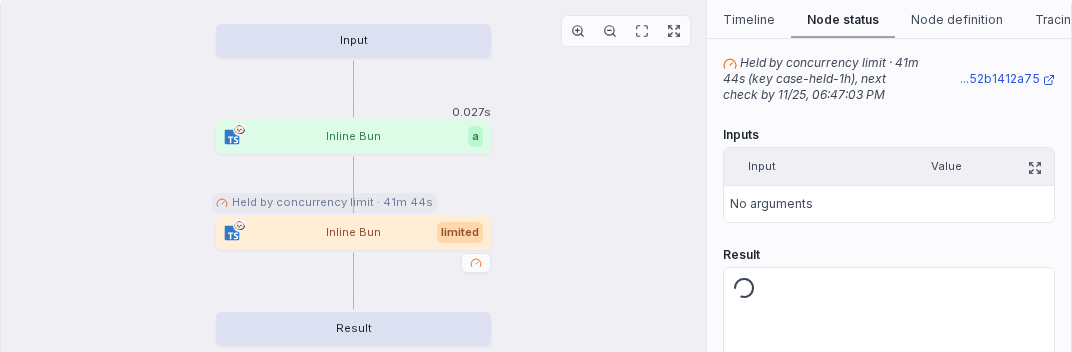 Input
0.027s
TS
Inline Bun
a
Held by concurrency limit · 41m 44s
TS
Inline Bun
limited
Result
Timeline
Node status
Node definition
Tracin
Held by concurrency limit · 41m
44s (key case-held-1h), next
check by 11/25, 06:47:03 PM
...52b1412a75
Inputs
Input
Value
No arguments
Result